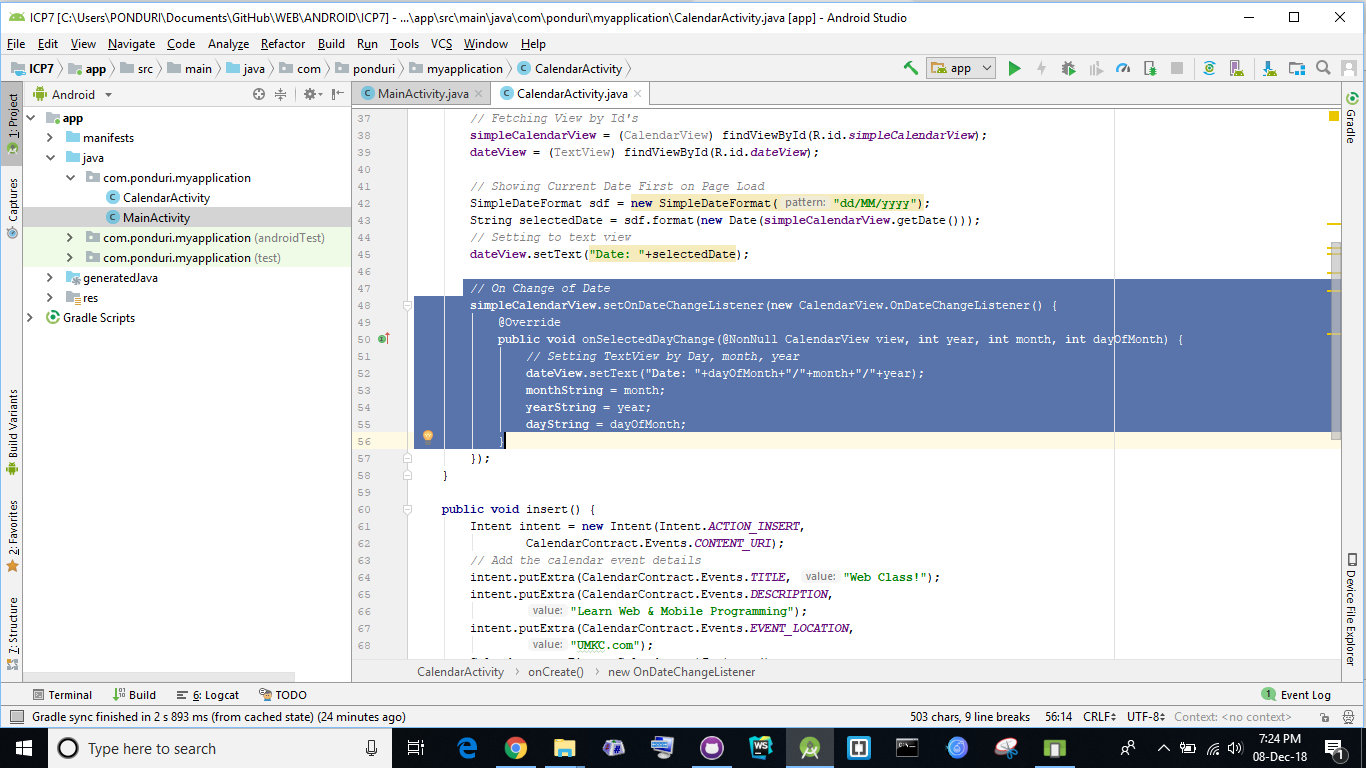 ICP7 [C:\Users\PONDURI\Documents\GitHub\WEB\ANDROID\ICP7] - ...\app\src\main\java\com\ponduri\myapplication\CalendarActivity.java [app] - Android Studio
File Edit View Navigate Code Analyze Refactor Build Run Tools VCS Window Help
ICP7 app src main java com ponduri myapplication CalendarActivity
app
Android
MainActivity.java CalendarActivity.java
1: Project
Captures
Build Variants
2: Favorites
7: Structure
app
manifests
java
com.ponduri.myapplication
CalendarActivity
MainActivity
com.ponduri.myapplication (androidTest)
com.ponduri.myapplication (test)
generatedJava
res
Gradle Scripts
37 // Fetching View by Id's
38 simpleCalendarView = (CalendarView) findViewById(R.id.simpleCalendarView);
39 dateView = (TextView) findViewById(R.id.dateView);
40
41 // Showing Current Date First on Page Load
42 SimpleDateFormat sdf = new SimpleDateFormat( pattern: "dd/MM/yyyy");
43 String selectedDate = sdf.format(new Date(simpleCalendarView.getDate()));
44 // Setting to text view
45 dateView.setText("Date: "+selectedDate);
46
47 // On Change of Date
48 simpleCalendarView.setOnDateChangeListener(new CalendarView.OnDateChangeListener() {
49 @Override
50 public void onSelectedDayChange(@NonNull CalendarView view, int year, int month, int dayOfMonth) {
51 // Setting TextView by Day, month, year
52 dateView.setText("Date: "+dayOfMonth+"/"+month+"/"+year);
53 monthString = month;
54 yearString = year;
55 dayString = dayOfMonth;
56 }
57 });
58 }
59
60 public void insert() {
61 Intent intent = new Intent(Intent.ACTION_INSERT,
62 CalendarContract.Events.CONTENT_URI);
63 // Add the calendar event details
64 intent.putExtra(CalendarContract.Events.TITLE, value: "Web Class!");
65 intent.putExtra(CalendarContract.Events.DESCRIPTION,
66 value: "Learn Web & Mobile Programming");
67 intent.putExtra(CalendarContract.Events.EVENT_LOCATION,
68 value: "UMKC.com");
Gradle
Device File Explorer
CalendarActivity onCreate() new OnDateChangeListener
Terminal Build 6: Logcat TODO 1 Event Log
Gradle sync finished in 2 s 893 ms (from cached state) (24 minutes ago) 503 chars, 9 line breaks 56:14 CRLF UTF-8 Context: <no context>
Type here to search
WS
7:24 PM
08-Dec-18
1